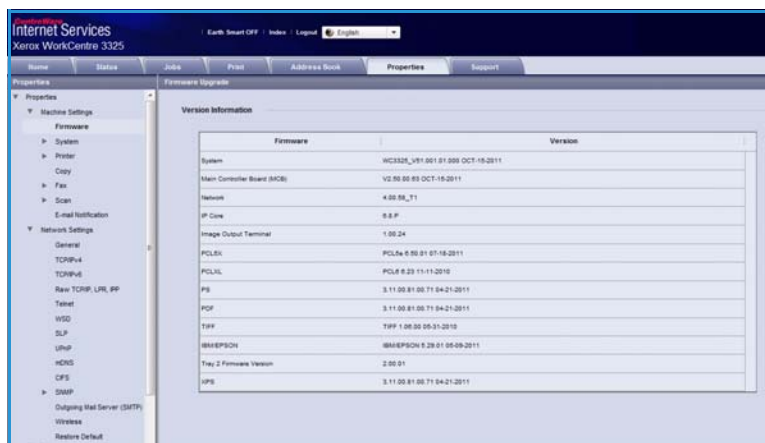 CentreWare
Internet Services
Xerox WorkCentre 3325
Earth Smart OFF | Index | Logout English
Home Status Jobs Print Address Book Properties Support
Properties
Firmware Upgrade
Properties
Machine Settings
Firmware
System
Printer
Copy
Fax
Scan
E-mail Notification
Network Settings
General
TCP/IPv4
TCP/IPv6
Raw TCP/IP, LPR, IPP
Telnet
WSD
SLP
UPnP
mDNS
CIFS
SNMP
Outgoing Mail Server (SMTP)
Wireless
Restore Default
Version Information
Firmware Version
System WC3325_V51.001.01.000 OCT-15-2011
Main Controller Board (MCB) V2.50.00.53 OCT-15-2011
Network 4.00.58_T1
IP Core
Image Output Terminal 1.00.24
PCL5X PCL5e 6.50.01 07-18-2011
PCLXL PCL6 6.23 11-11-2010
PS 3.11.00.81.00.71 04-21-2011
PDF 3.11.00.81.00.71 04-21-2011
TIFF TIFF 1.06.00 05-31-2010
IBM/EPSON IBM/EPSON 5.29.01 05-09-2011
Tray 2 Firmware Version 2.00.01
XPS 3.11.00.81.00.71 04-21-2011